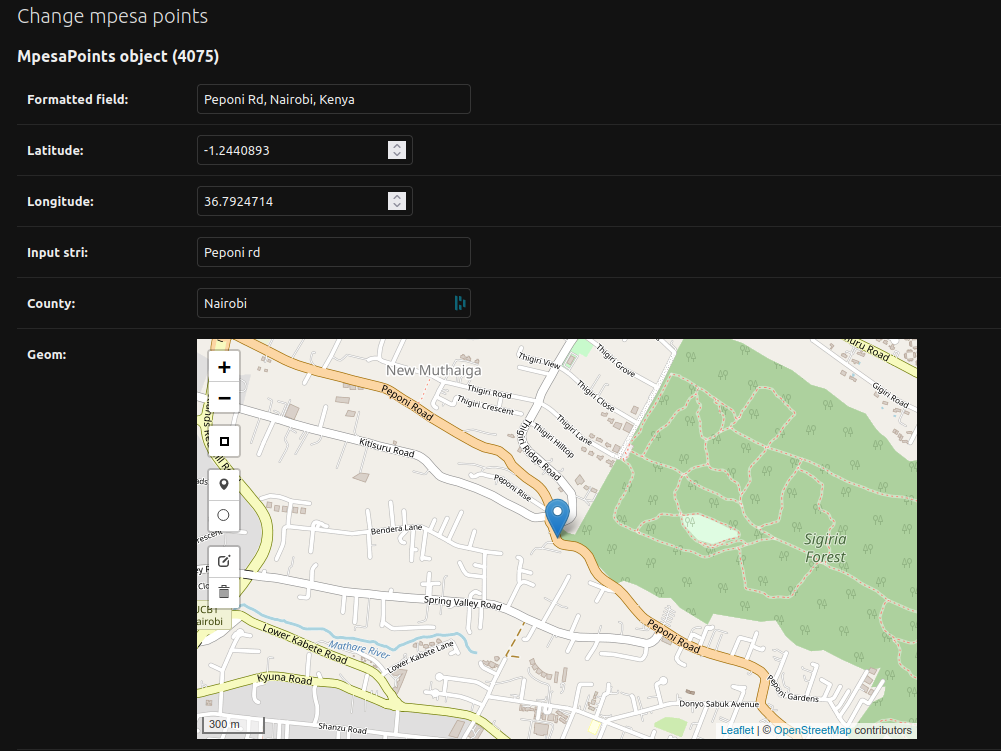 Change mpesa points
MpesaPoints object (4075)
Formatted field:
Peponi Rd, Nairobi, Kenya
Latitude:
-1.2440893
Longitude:
36.7924714
Input stri:
Peponi rd
County:
Nairobi
Geom:
+
−
New Muthaiga
Peponi Road
Thigiri View
Thigiri Grove
Thigiri Road
Thigiri Crescent
Thigiri Close
Thigiri Lane
Thigiri Hilltop
Thigiri Ridge Road
Gigiri Road
Kitisuru Road
Peponi Rise
Bendera Lane
Sigiria
Forest
Spring Valley Road
Peponi Road
airobi
Lower Kabete Road
Mathare River
Lower Kabete Lane
Kyuna Road
Peponi Gardens
Donyo Sabuk Avenue
Shanzu Road
300 m
Leaflet | © OpenStreetMap contributors